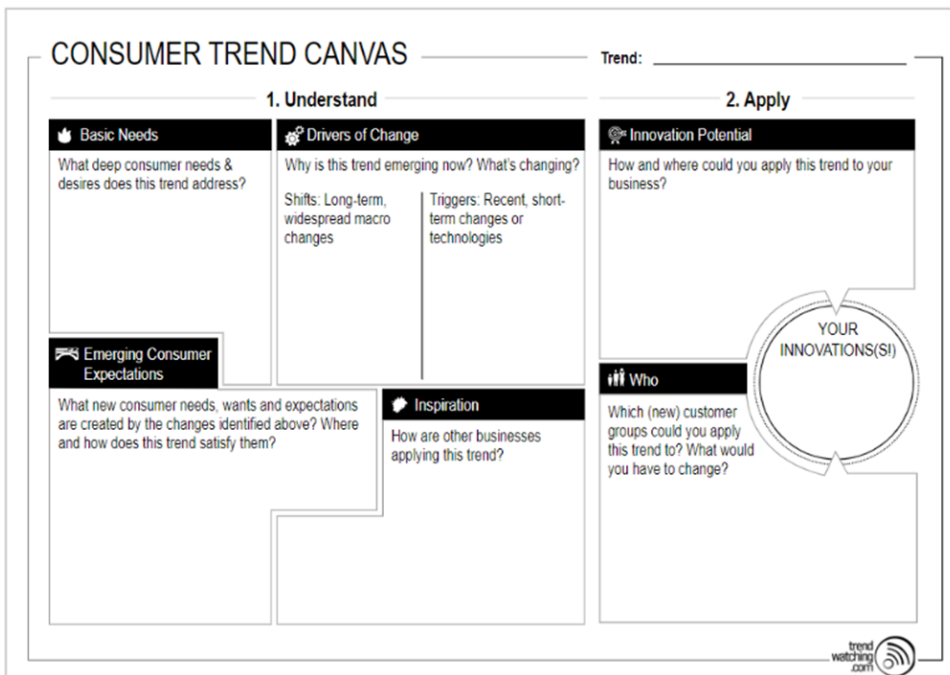 CONSUMER TREND CANVAS
Trend:
1. Understand
2. Apply
Basic Needs
What deep consumer needs &
desires does this trend address?
Drivers of Change
Why is this trend emerging now? What's changing?
Shifts: Long-term,
widespread macro
changes
Triggers: Recent, short-
term changes or
technologies
Innovation Potential
How and where could you apply this trend to your
business?
YOUR
INNOVATIONS(S!)
Emerging Consumer
Expectations
What new consumer needs, wants and expectations
are created by the changes identified above? Where
and how does this trend satisfy them?
Inspiration
How are other businesses
applying this trend?
Who
Which (new) customer
groups could you apply
this trend to? What would
you have to change?
trend
watching
.com